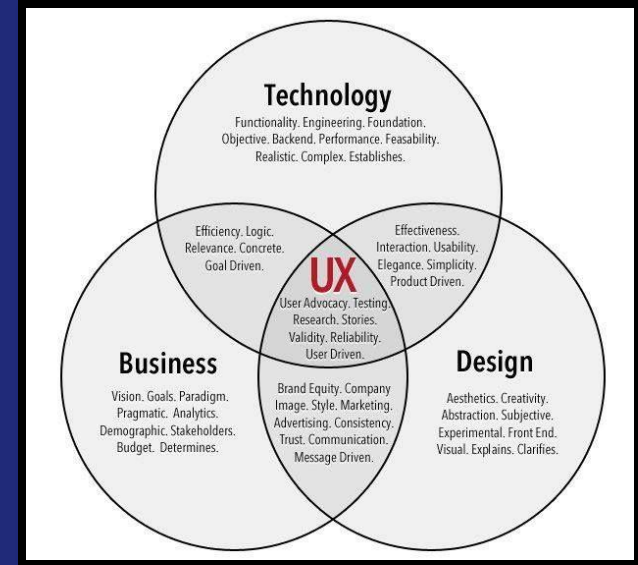 Technology
Functionality. Engineering. Foundation.
Objective. Backend. Performance. Feasability.
Realistic. Complex. Establishes.
Efficiency. Logic.
Relevance. Concrete.
Goal Driven.
Effectiveness.
Interaction. Usability.
Elegance. Simplicity.
Product Driven.
UX
User Advocacy. Testing.
Research. Stories.
Validity. Reliability.
User Driven.
Business
Vision. Goals. Paradigm.
Pragmatic. Analytics.
Demographic. Stakeholders.
Budget. Determines.
Brand Equity. Company
Image. Style. Marketing.
Advertising. Consistency.
Trust. Communication.
Message Driven.
Design
Aesthetics. Creativity.
Abstraction. Subjective.
Experimental. Front End.
Visual. Explains. Clarifies.